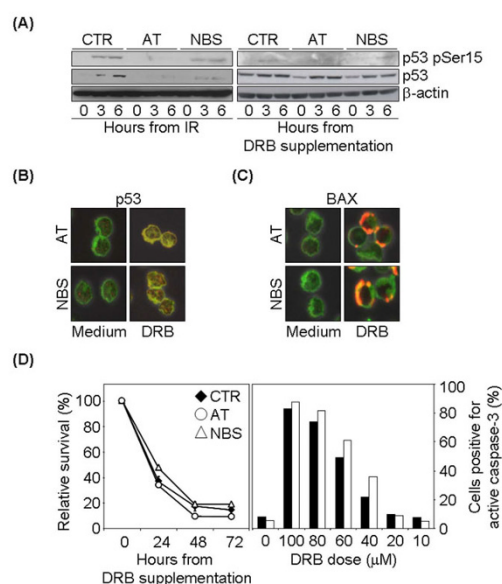 (A)
CTR AT NBS CTR AT NBS
p53 pSer15
p53
β-actin
0 3 6 0 3 6 0 3 6 0 3 6 0 3 6 0 3 6
Hours from IR
Hours from
DRB supplementation
(B)
p53
AT
NBS
Medium DRB
(C)
BAX
AT
NBS
Medium DRB
(D)
Relative survival (%)
100
80
60
40
20
0
CTR
AT
NBS
0 24 48 72
Hours from
DRB supplementation
0 100 80 60 40 20 10
DRB dose (μM)
100
80
60
40
20
0
Cells positive for
active caspase-3 (%)